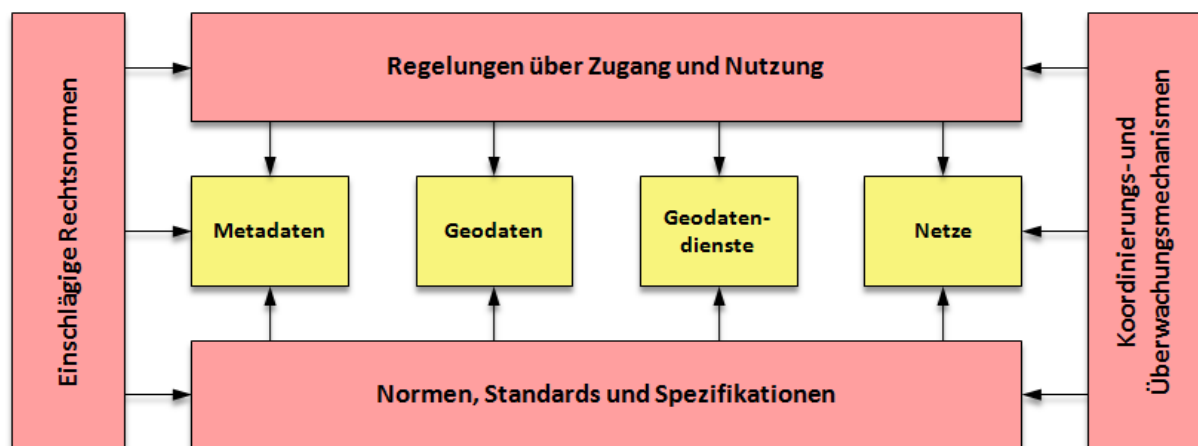 Einschlägige Rechtsnormen
Regelungen über Zugang und Nutzung
Metadaten
Geodaten
Geodaten-
dienste
Netze
Normen, Standards und Spezifikationen
Koordinierungs- und
Überwachungsmechanismen